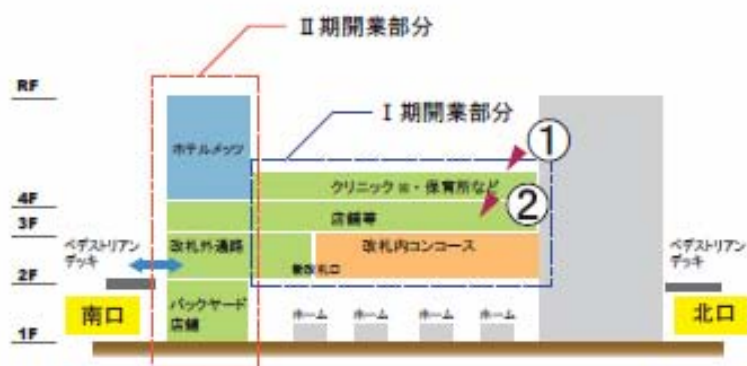 Ⅱ期開業部分
Ⅰ期開業部分
RF
4F
3F
2F
1F
ホテルメッツ
①
クリニック※・保育所など
②
店舗等
ペデストリアン
デッキ
改札外通路
新改札口
改札内コンコース
ペデストリアン
デッキ
南口
バックヤード
店舗
ホーム
ホーム
ホーム
ホーム
北口